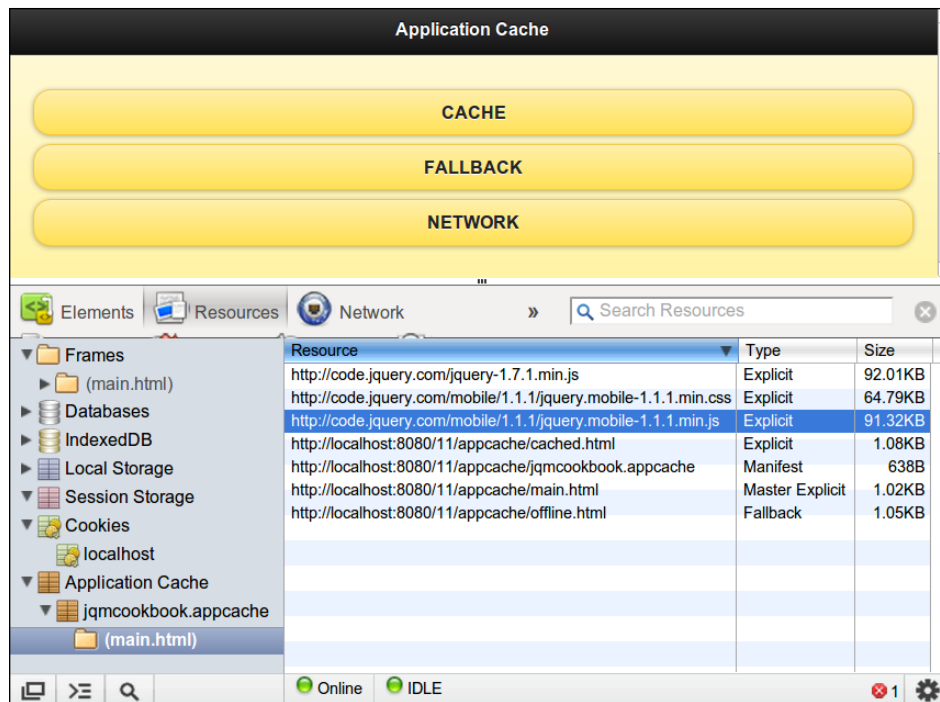 Application Cache
CACHE
FALLBACK
NETWORK
Elements Resources Network » Search Resources
Frames
(main.html)
Databases
IndexedDB
Local Storage
Session Storage
Cookies
localhost
Application Cache
jqmcookbook.appcache
(main.html)
Resource Type Size
http://code.jquery.com/jquery-1.7.1.min.js Explicit 92.01KB
http://code.jquery.com/mobile/1.1.1/jquery.mobile-1.1.1.min.css Explicit 64.79KB
http://code.jquery.com/mobile/1.1.1/jquery.mobile-1.1.1.min.js Explicit 91.32KB
http://localhost:8080/11/appcache/cached.html Explicit 1.08KB
http://localhost:8080/11/appcache/jqmcookbook.appcache Manifest 638B
http://localhost:8080/11/appcache/main.html Master Explicit 1.02KB
http://localhost:8080/11/appcache/offline.html Fallback 1.05KB
Online IDLE 1